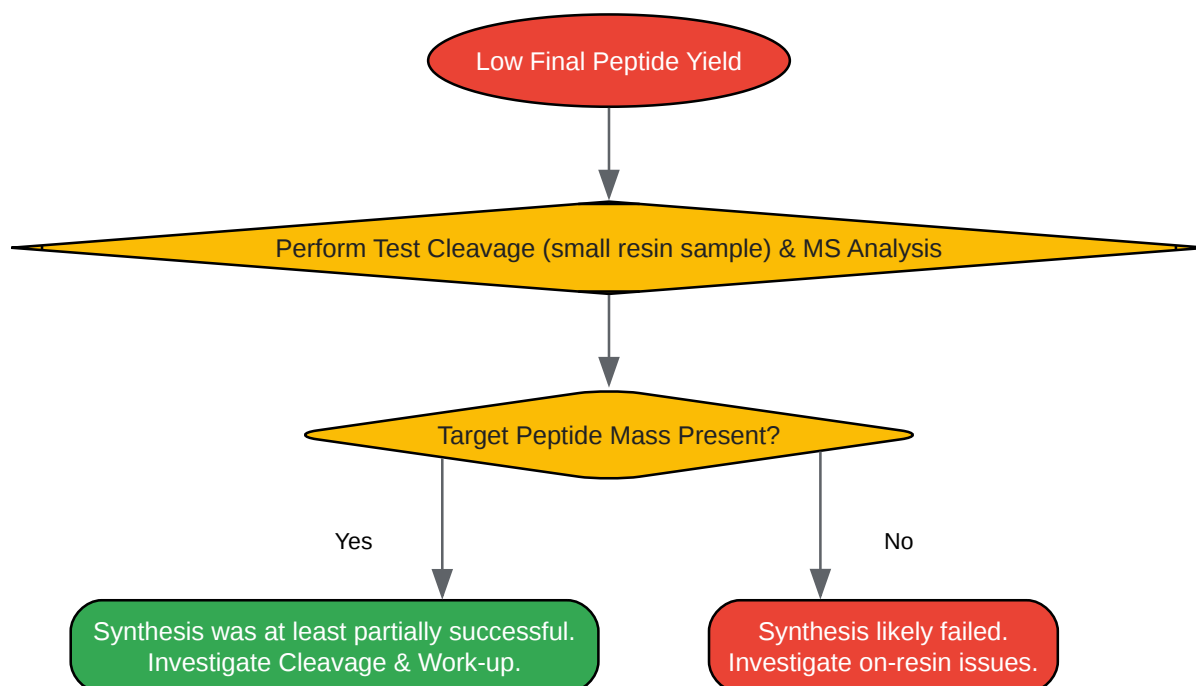 Low Final Peptide Yield
Perform Test Cleavage (small resin sample) & MS Analysis
Target Peptide Mass Present?
Yes
No
Synthesis was at least partially successful.
Investigate Cleavage & Work-up.
Synthesis likely failed.
Investigate on-resin issues.